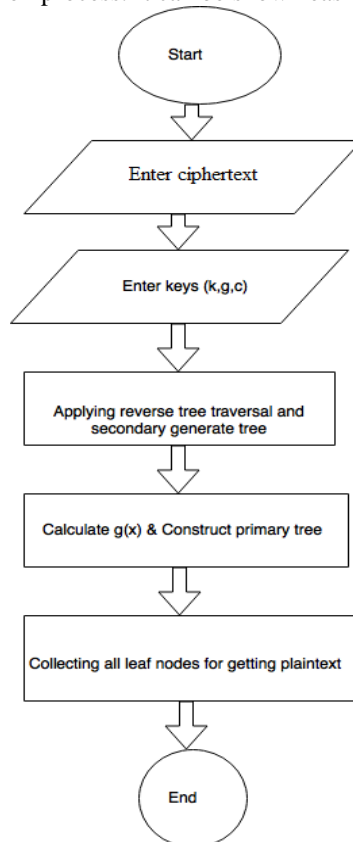 Start
Enter ciphertext
Enter keys (k,g,c)
Applying reverse tree traversal and
secondary generate tree
Calculate g(x) & Construct primary tree
Collecting all leaf nodes for getting plaintext
End